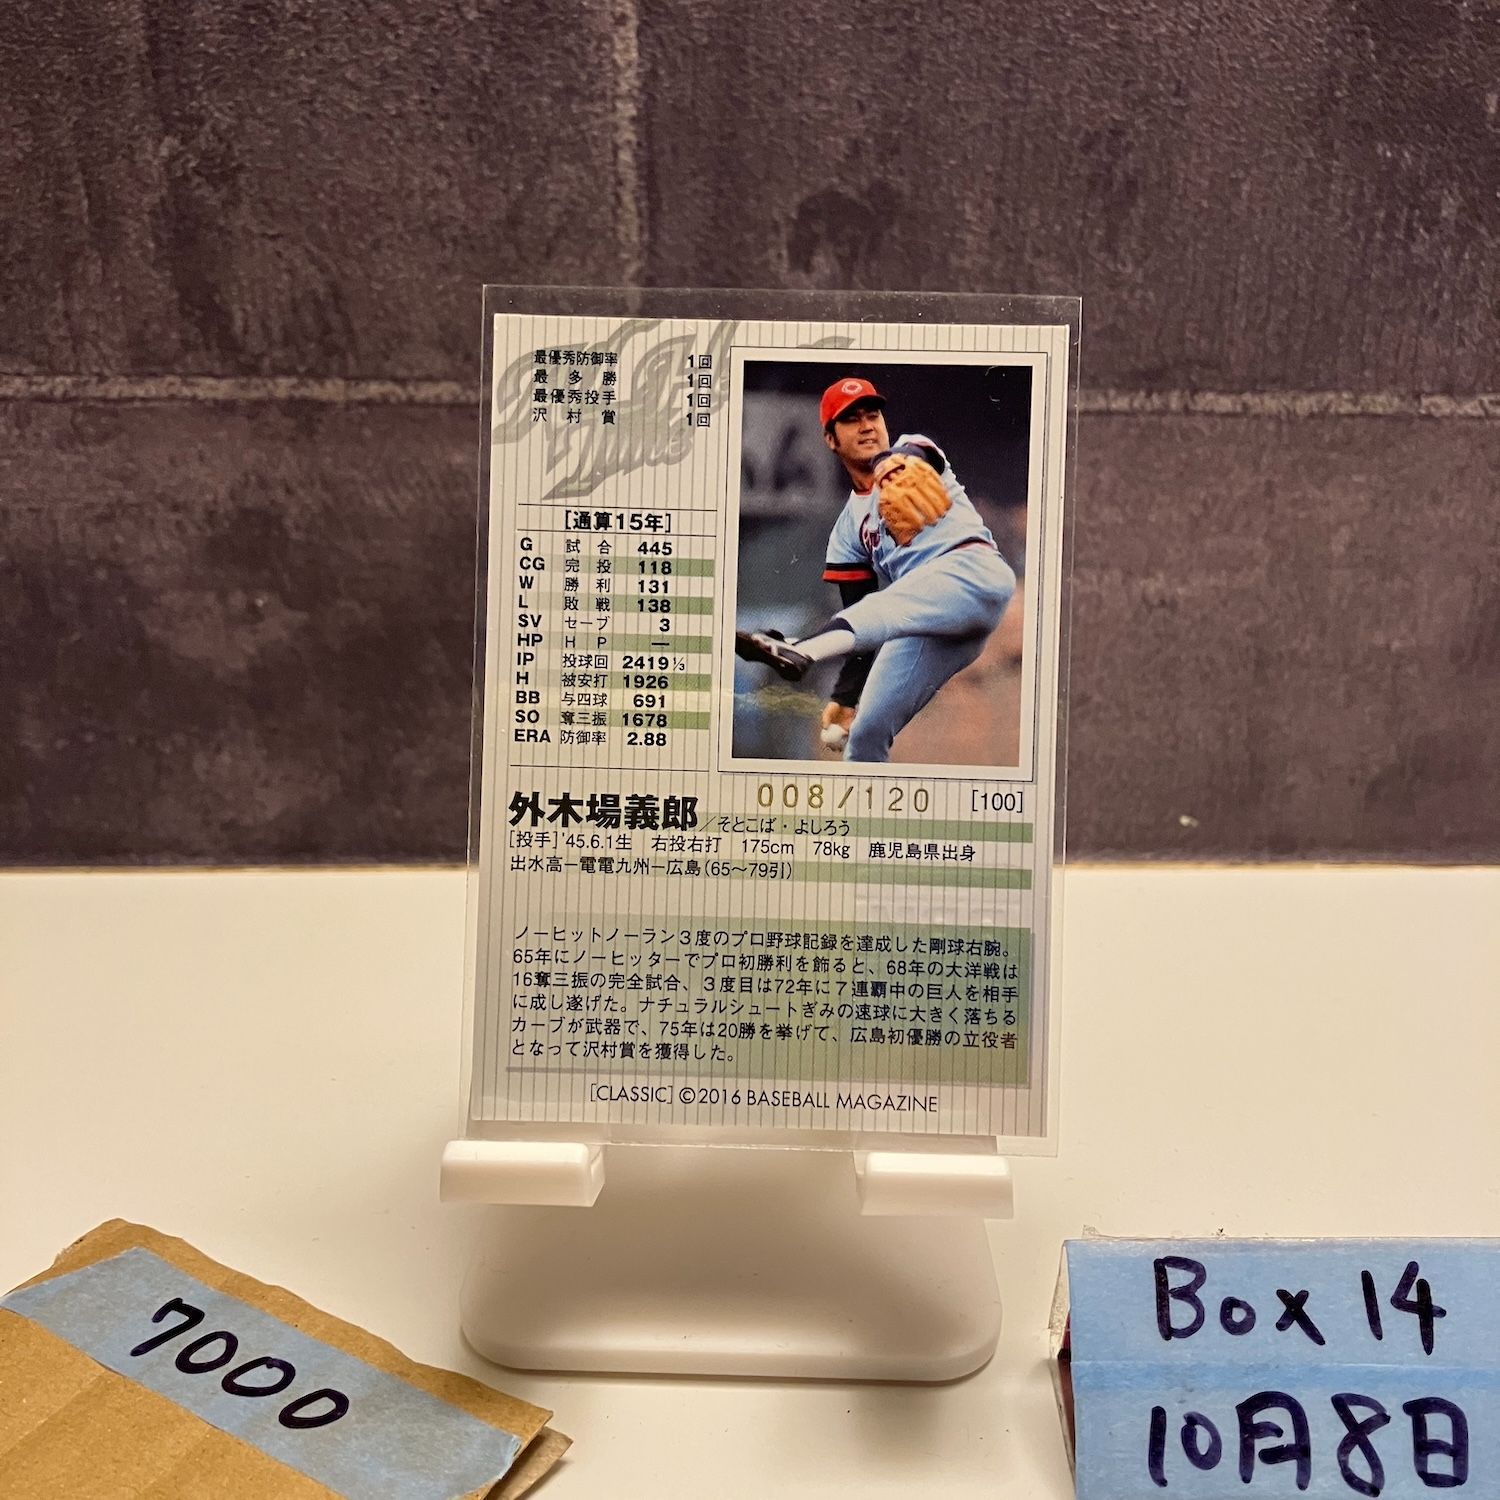 最優秀防御率 1回
最多勝 1回
最優秀投手 1回
沢村賞 1回
[通算15年]
G 試合 445
CG 完投 118
W 勝利 131
L 敗戦 138
SV セーブ 3
HP HP —
IP 投球回 2419 1/3
H 被安打 1926
BB 与四球 691
SO 奪三振 1678
ERA 防御率 2.88
008/120 [100]
外木場義郎／そとこば・よしろう
[投手]'45.6.1生 右投右打 175cm 78kg 鹿児島県出身
出水高ー電電九州ー広島(65〜79引)
ノーヒットノーラン3度のプロ野球記録を達成した剛球右腕。
65年にノーヒッターでプロ初勝利を飾ると、68年の大洋戦は
16奪三振の完全試合、3度目は72年に7連覇中の巨人を相手
に成し遂げた。ナチュラルシュートぎみの速球に大きく落ちる
カーブが武器で、75年は20勝を挙げて、広島初優勝の立役者
となって沢村賞を獲得した。
[CLASSIC] ©2016 BASEBALL MAGAZINE
7000
Box 14
10月8日